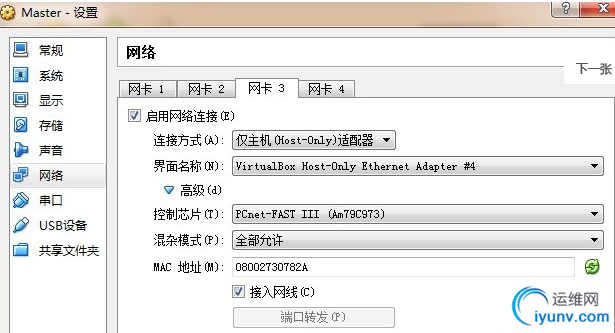 Master - 设置
常规
系统
显示
存储
声音
网络
串口
USB设备
共享文件夹
网络
下一张
网卡 1 网卡 2 网卡 3 网卡 4
启用网络连接(E)
连接方式(A): 仅主机(Host-Only)适配器
界面名称(N): VirtualBox Host-Only Ethernet Adapter #4
高级(d)
控制芯片(T): PCnet-FAST III (Am79C973)
混杂模式(P): 全部允许
MAC 地址(M): 08002730782A
接入网线(C)
端口转发(P)
运维网
iyunv.com